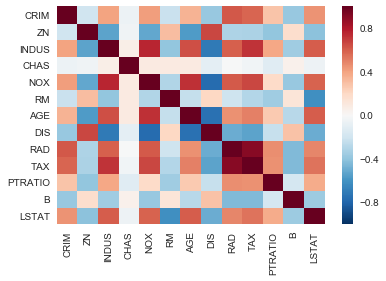 CRIM
ZN
INDUS
CHAS
NOX
RM
AGE
DIS
RAD
TAX
PTRATIO
B
LSTAT
CRIM
ZN
INDUS
CHAS
NOX
RM
AGE
DIS
RAD
TAX
PTRATIO
B
LSTAT
0.8
0.4
0.0
−0.4
−0.8